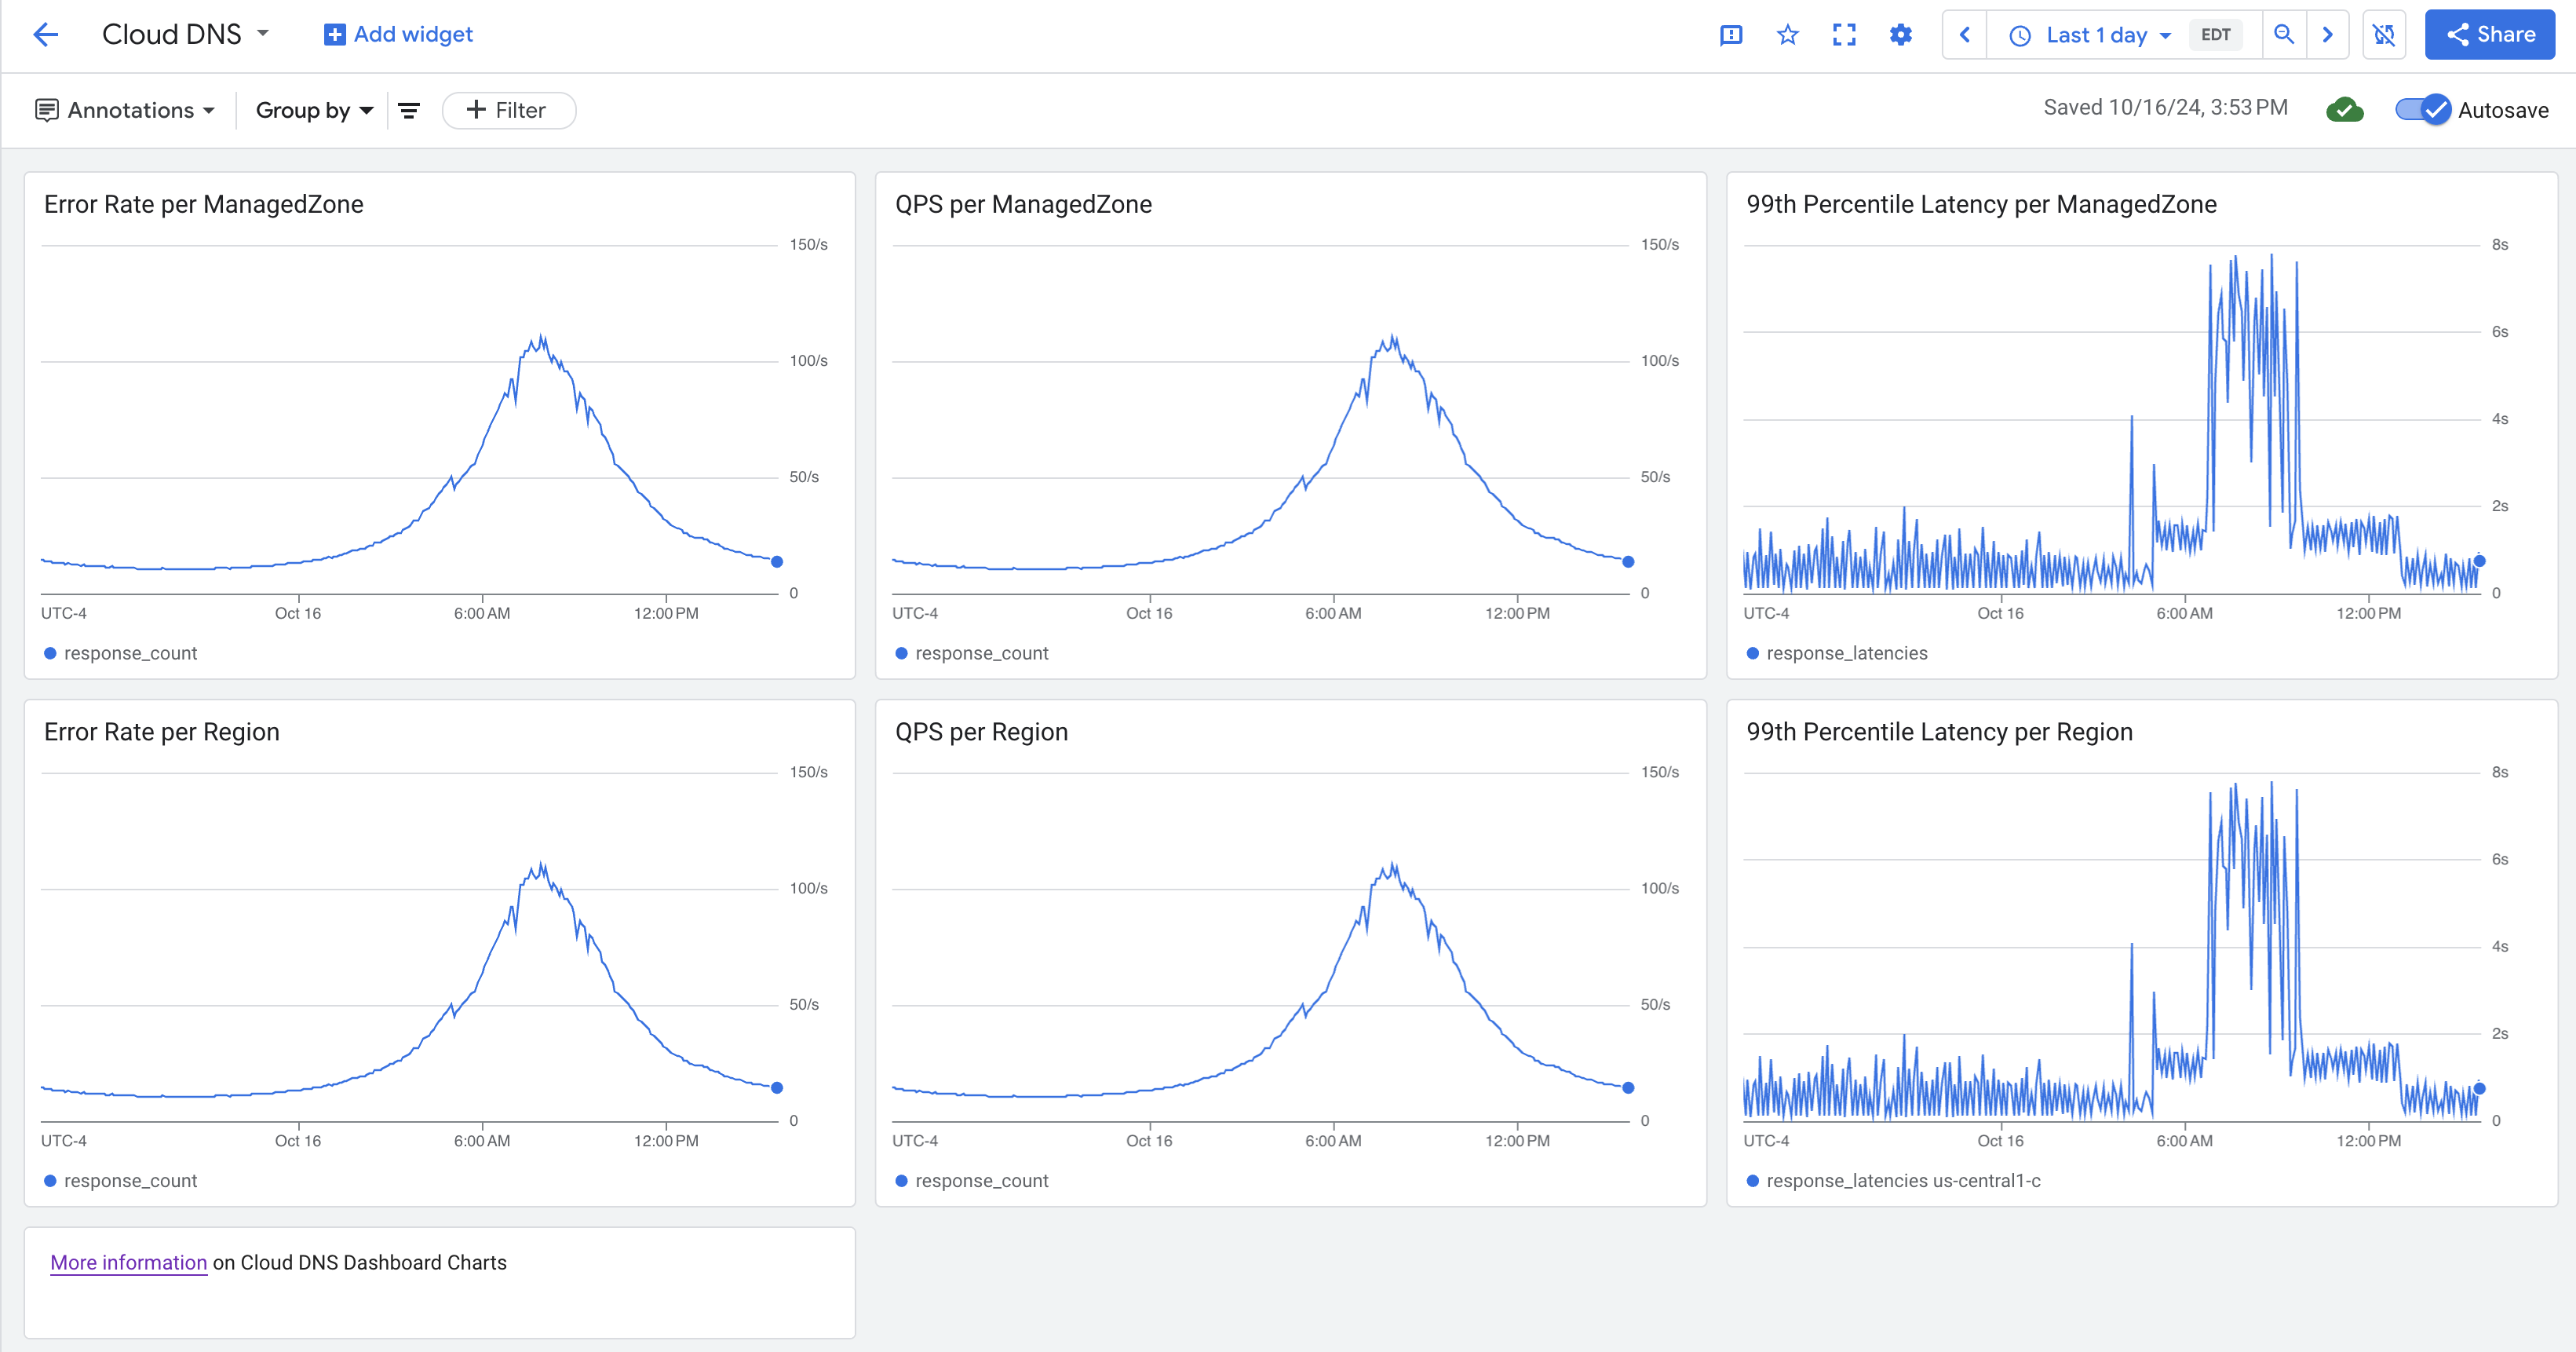 Cloud DNS
Add widget
Last 1 day
EDT
Share
Annotations
Group by
Filter
Saved 10/16/24, 3:53 PM
Autosave
Error Rate per ManagedZone
150/s
100/s
50/s
0
UTC-4
Oct 16
6:00 AM
12:00 PM
response_count
QPS per ManagedZone
150/s
100/s
50/s
0
UTC-4
Oct 16
6:00 AM
12:00 PM
response_count
99th Percentile Latency per ManagedZone
8s
6s
4s
2s
0
UTC-4
Oct 16
6:00 AM
12:00 PM
response_latencies
Error Rate per Region
150/s
100/s
50/s
0
UTC-4
Oct 16
6:00 AM
12:00 PM
response_count
QPS per Region
150/s
100/s
50/s
0
UTC-4
Oct 16
6:00 AM
12:00 PM
response_count
99th Percentile Latency per Region
8s
6s
4s
2s
0
UTC-4
Oct 16
6:00 AM
12:00 PM
response_latencies us-central1-c
More information on Cloud DNS Dashboard Charts